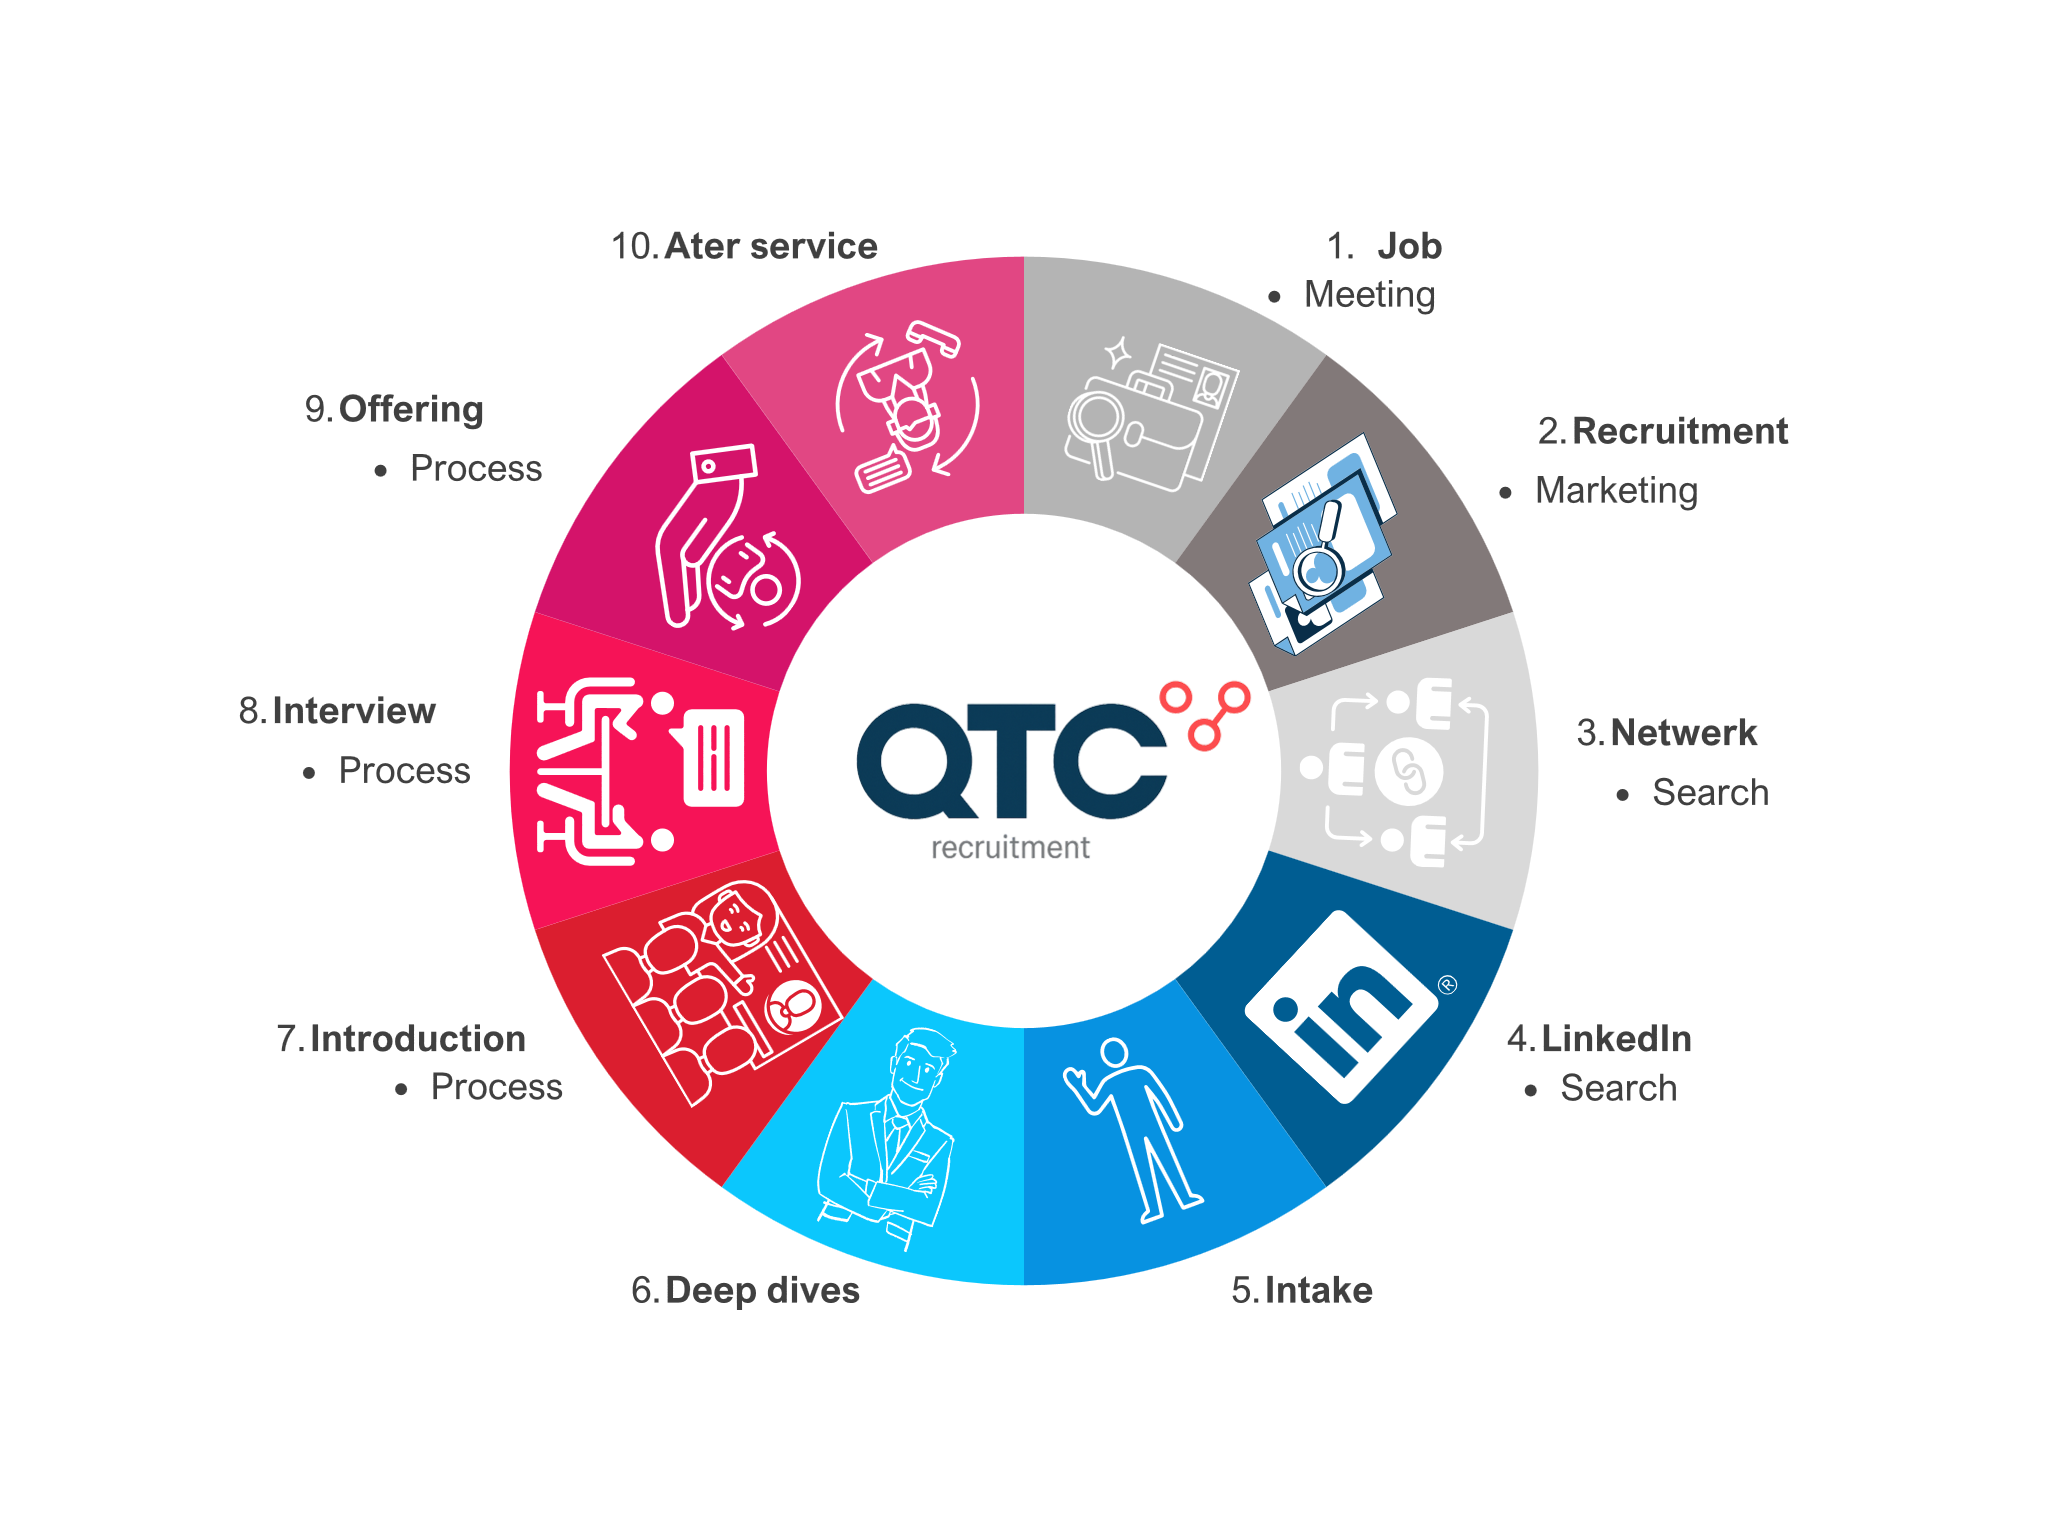 1. Job
• Meeting
2. Recruitment
• Marketing
3. Netwerk
• Search
4. LinkedIn
• Search
5. Intake
6. Deep dives
7. Introduction
• Process
8. Interview
• Process
9. Offering
• Process
10. Ater service
QTC
recruitment
in ®